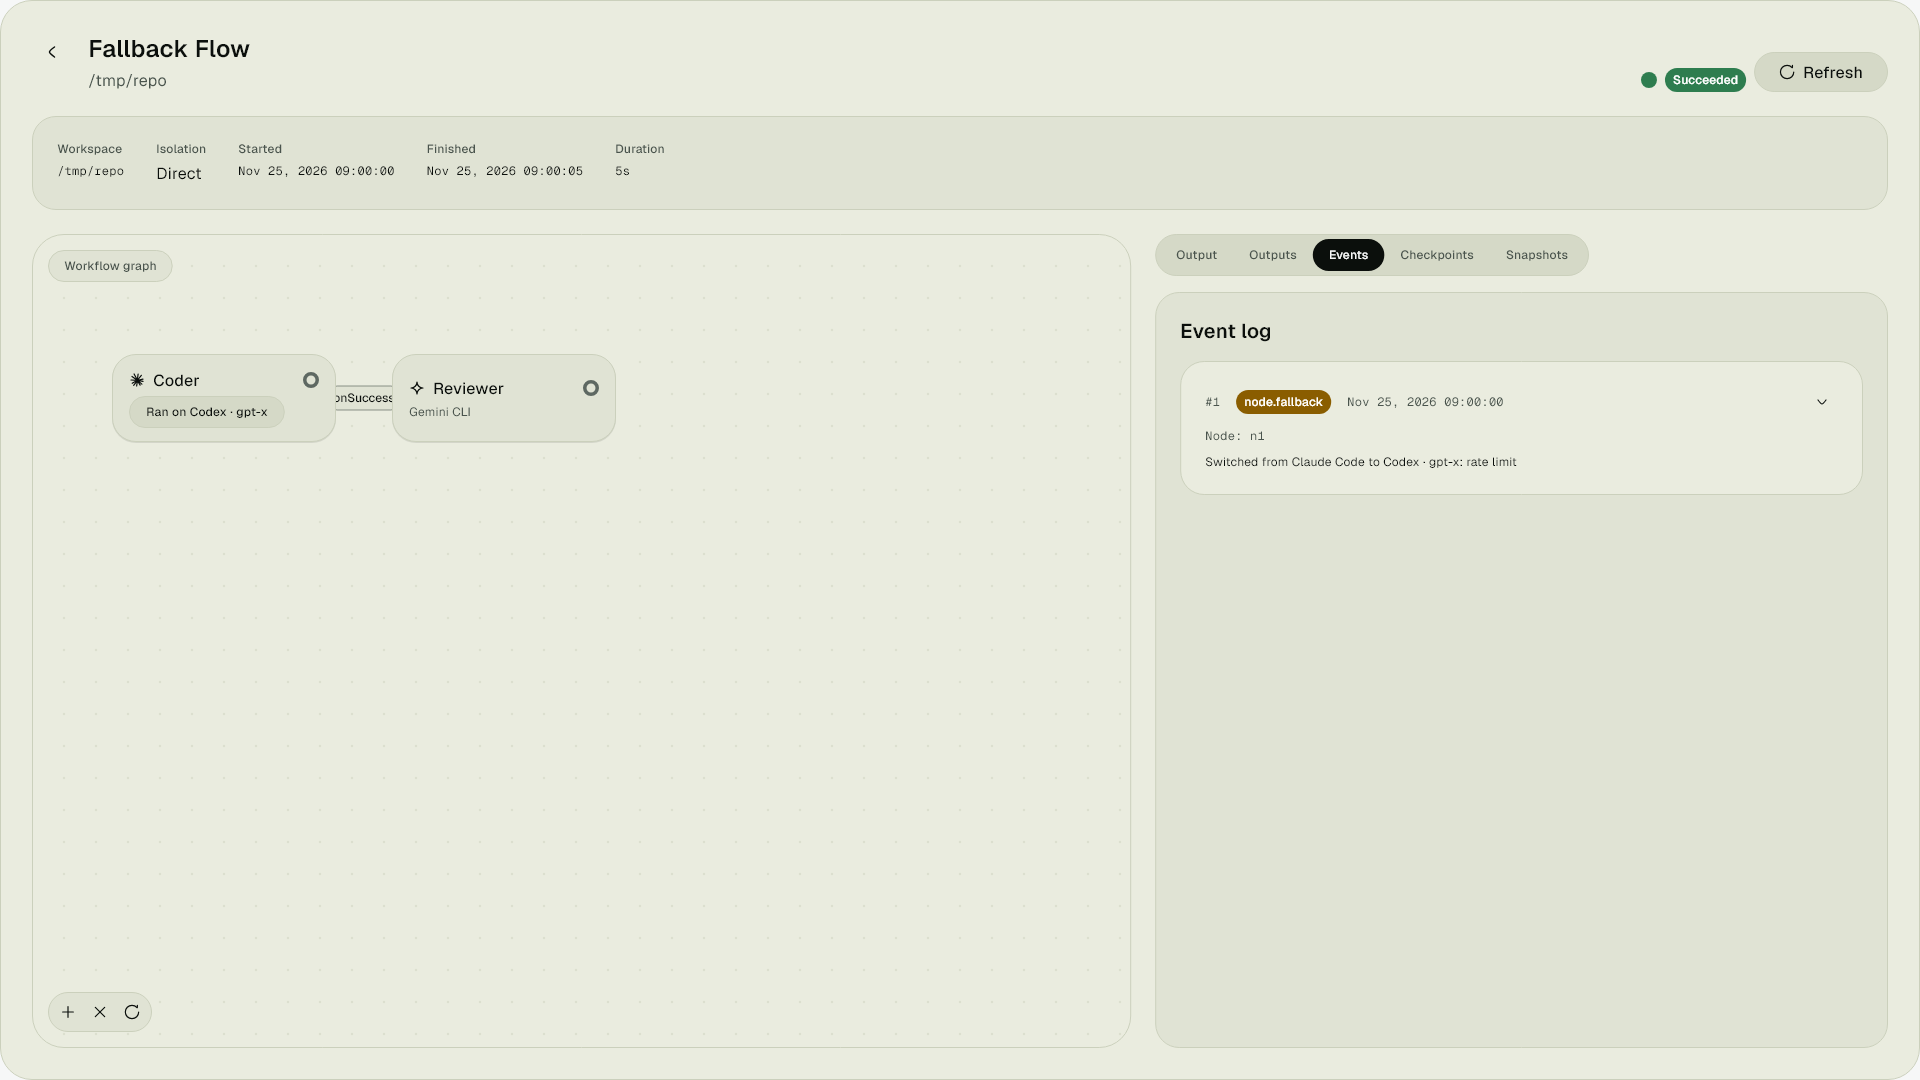 Fallback Flow
/tmp/repo
Succeeded
Refresh
Workspace
/tmp/repo
Isolation
Direct
Started
Nov 25, 2026 09:00:00
Finished
Nov 25, 2026 09:00:05
Duration
5s
Workflow graph
Coder
Ran on Codex · gpt-x
onSuccess
Reviewer
Gemini CLI
Output
Outputs
Events
Checkpoints
Snapshots
Event log
#1 node.fallback Nov 25, 2026 09:00:00
Node: n1
Switched from Claude Code to Codex · gpt-x: rate limit